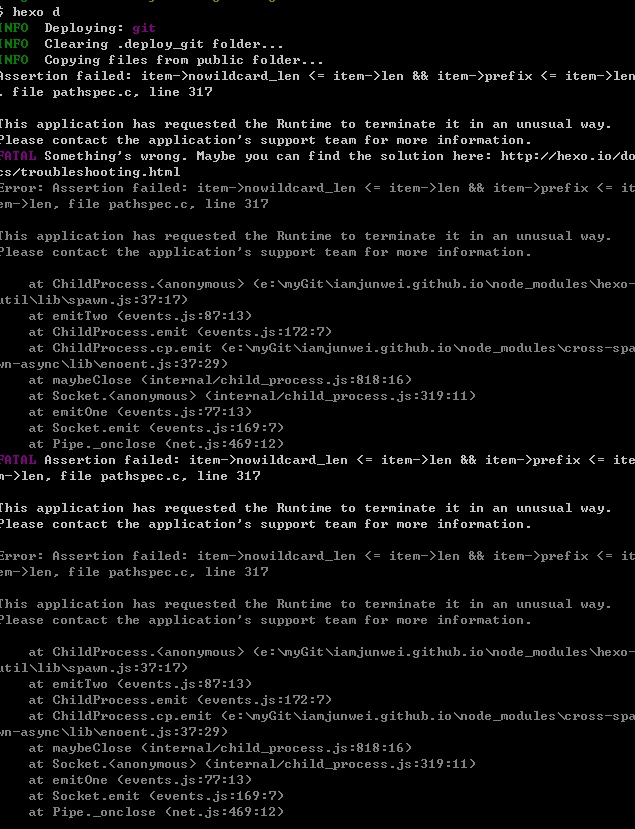 $ hexo d
INFO  Deploying: git
INFO  Clearing .deploy_git folder...
INFO  Copying files from public folder...
Assertion failed: item->nowildcard_len <= item->len && item->prefix <= item->len
, file pathspec.c, line 317
This application has requested the Runtime to terminate it in an unusual way.
Please contact the application's support team for more information.
FATAL Something's wrong. Maybe you can find the solution here: http://hexo.io/do
cs/troubleshooting.html
Error: Assertion failed: item->nowildcard_len <= item->len && item->prefix <= it
em->len, file pathspec.c, line 317
This application has requested the Runtime to terminate it in an unusual way.
Please contact the application's support team for more information.
at ChildProcess.<anonymous> (e:\myGit\iamjunwei.github.io\node_modules\hexo-
util\lib\spawn.js:37:17)
at emitTwo (events.js:87:13)
at ChildProcess.emit (events.js:172:7)
at ChildProcess.cp.emit (e:\myGit\iamjunwei.github.io\node_modules\cross-spa
wn-async\lib\enoent.js:37:29)
at maybeClose (internal/child_process.js:818:16)
at Socket.<anonymous> (internal/child_process.js:319:11)
at emitOne (events.js:77:13)
at Socket.emit (events.js:169:7)
at Pipe._onclose (net.js:469:12)
FATAL Assertion failed: item->nowildcard_len <= item->len && item->prefix <= ite
m->len, file pathspec.c, line 317
This application has requested the Runtime to terminate it in an unusual way.
Please contact the application's support team for more information.
Error: Assertion failed: item->nowildcard_len <= item->len && item->prefix <= it
em->len, file pathspec.c, line 317
This application has requested the Runtime to terminate it in an unusual way.
Please contact the application's support team for more information.
at ChildProcess.<anonymous> (e:\myGit\iamjunwei.github.io\node_modules\hexo-
util\lib\spawn.js:37:17)
at emitTwo (events.js:87:13)
at ChildProcess.emit (events.js:172:7)
at ChildProcess.cp.emit (e:\myGit\iamjunwei.github.io\node_modules\cross-spa
wn-async\lib\enoent.js:37:29)
at maybeClose (internal/child_process.js:818:16)
at Socket.<anonymous> (internal/child_process.js:319:11)
at emitOne (events.js:77:13)
at Socket.emit (events.js:169:7)
at Pipe._onclose (net.js:469:12)